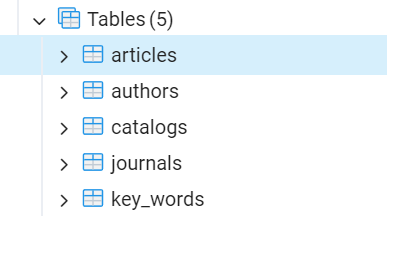 Tables (5)
articles
authors
catalogs
journals
key_words